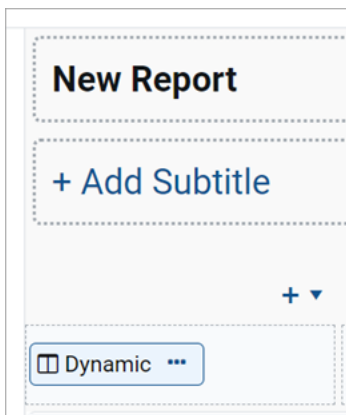 New Report
+ Add Subtitle
+
Dynamic ...